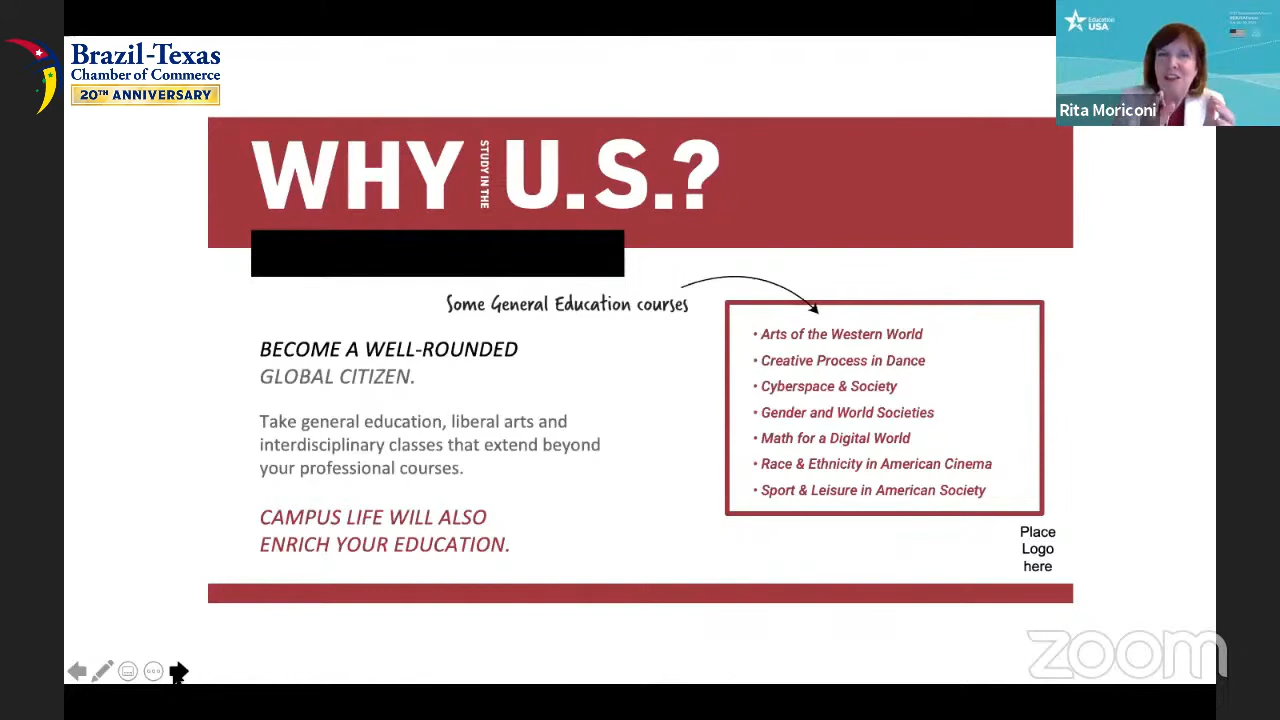 Brazil-Texas
Chamber of Commerce
20TH ANNIVERSARY
Education
USA
Rita Moriconi
WHY STUDY IN THE U.S.?
Some General Education courses
BECOME A WELL-ROUNDED
GLOBAL CITIZEN.
Take general education, liberal arts and
interdisciplinary classes that extend beyond
your professional courses.
CAMPUS LIFE WILL ALSO
ENRICH YOUR EDUCATION.
• Arts of the Western World
• Creative Process in Dance
• Cyberspace & Society
• Gender and World Societies
• Math for a Digital World
• Race & Ethnicity in American Cinema
• Sport & Leisure in American Society
Place
Logo
here
zoom